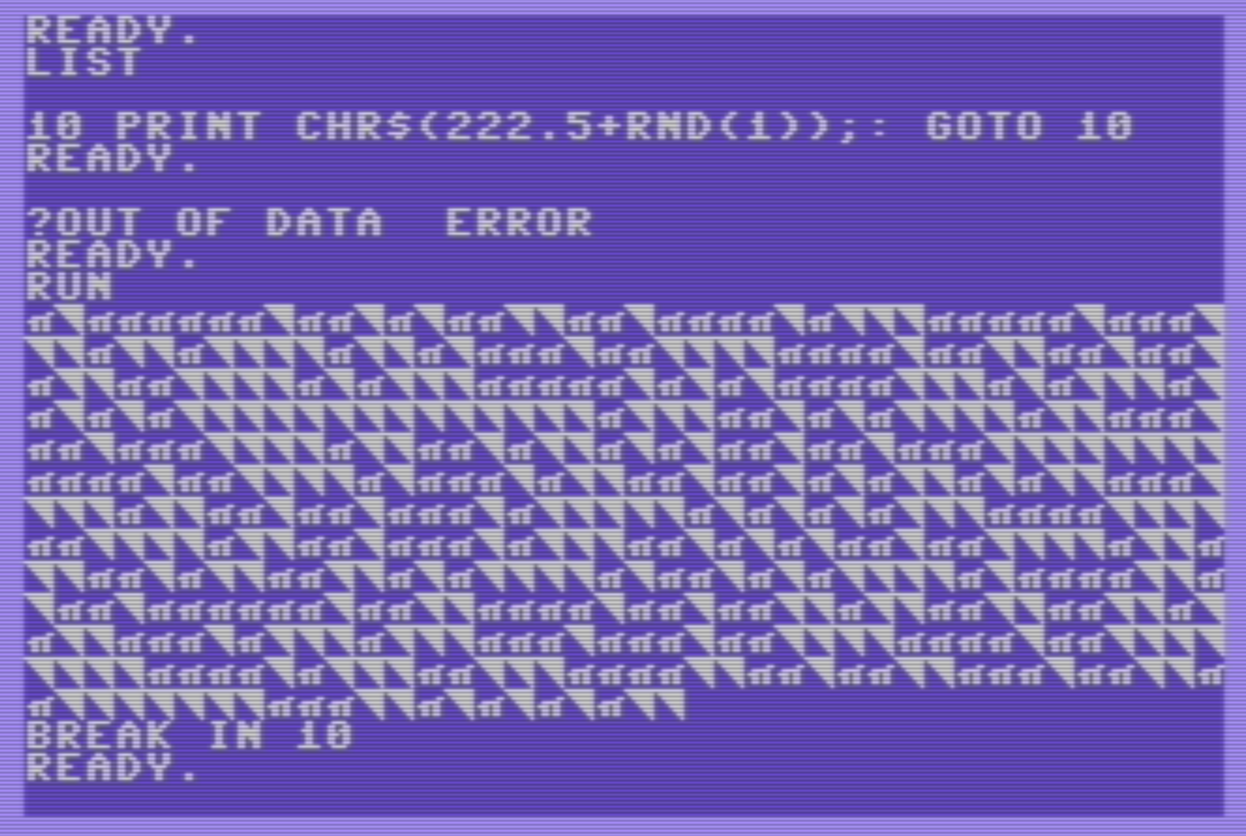 READY.
LIST
10 PRINT CHR$(222.5+RND(1));: GOTO 10
READY.
?OUT OF DATA  ERROR
READY.
RUN
BREAK IN 10
READY.